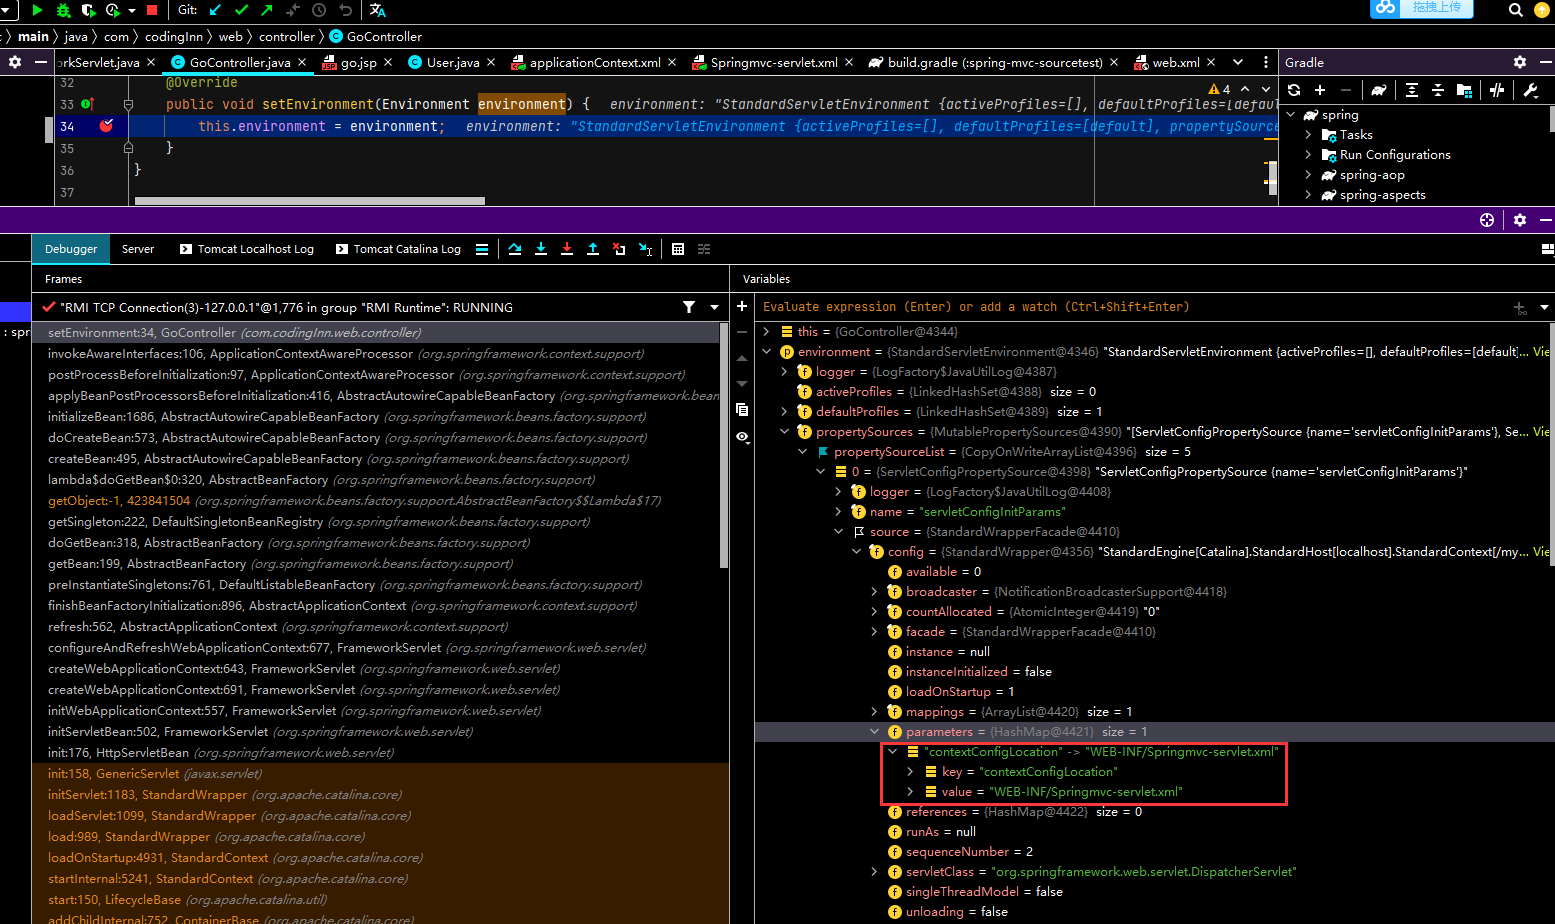 Git:
拖拽上传
main 〉 java 〉 com 〉 codingInn 〉 web 〉 controller 〉 GoController
orkServlet.java
GoController.java
go.jsp
User.java
applicationContext.xml
Springmvc-servlet.xml
build.gradle (:spring-mvc-sourcetest)
web.xml
Gradle
32 @Override
33 public void setEnvironment(Environment environment) { environment: "StandardServletEnvironment {activeProfiles=[], defaultProfiles=[defau
34 this.environment = environment; environment: "StandardServletEnvironment {activeProfiles=[], defaultProfiles=[default], propertySource
35 }
36 }
37
4
spring
Tasks
Run Configurations
spring-aop
spring-aspects
Debugger
Server
Tomcat Localhost Log
Tomcat Catalina Log
Frames
"RMI TCP Connection(3)-127.0.0.1"@1,776 in group "RMI Runtime": RUNNING
: spr
setEnvironment:34, GoController (com.codingInn.web.controller)
invokeAwareInterfaces:106, ApplicationContextAwareProcessor (org.springframework.context.support)
postProcessBeforeInitialization:97, ApplicationContextAwareProcessor (org.springframework.context.support)
applyBeanPostProcessorsBeforeInitialization:416, AbstractAutowireCapableBeanFactory (org.springframework.bean
initializeBean:1686, AbstractAutowireCapableBeanFactory (org.springframework.beans.factory.support)
doCreateBean:573, AbstractAutowireCapableBeanFactory (org.springframework.beans.factory.support)
createBean:495, AbstractAutowireCapableBeanFactory (org.springframework.beans.factory.support)
lambda$doGetBean$0:320, AbstractBeanFactory (org.springframework.beans.factory.support)
getObject:-1, 423841504 (org.springframework.beans.factory.support.AbstractBeanFactory$$Lambda$17)
getSingleton:222, DefaultSingletonBeanRegistry (org.springframework.beans.factory.support)
doGetBean:318, AbstractBeanFactory (org.springframework.beans.factory.support)
getBean:199, AbstractBeanFactory (org.springframework.beans.factory.support)
preInstantiateSingletons:761, DefaultListableBeanFactory (org.springframework.beans.factory.support)
finishBeanFactoryInitialization:896, AbstractApplicationContext (org.springframework.context.support)
refresh:562, AbstractApplicationContext (org.springframework.context.support)
configureAndRefreshWebApplicationContext:677, FrameworkServlet (org.springframework.web.servlet)
createWebApplicationContext:643, FrameworkServlet (org.springframework.web.servlet)
createWebApplicationContext:691, FrameworkServlet (org.springframework.web.servlet)
initWebApplicationContext:557, FrameworkServlet (org.springframework.web.servlet)
initServletBean:502, FrameworkServlet (org.springframework.web.servlet)
init:176, HttpServletBean (org.springframework.web.servlet)
init:158, GenericServlet (javax.servlet)
initServlet:1183, StandardWrapper (org.apache.catalina.core)
loadServlet:1099, StandardWrapper (org.apache.catalina.core)
load:989, StandardWrapper (org.apache.catalina.core)
loadOnStartup:4931, StandardContext (org.apache.catalina.core)
startInternal:5241, StandardContext (org.apache.catalina.core)
start:150, LifecycleBase (org.apache.catalina.util)
addChildInternal:752, ContainerBase (org.apache.catalina.core)
Variables
Evaluate expression (Enter) or add a watch (Ctrl+Shift+Enter)
this = {GoController@4344}
environment = {StandardServletEnvironment@4346} "StandardServletEnvironment {activeProfiles=[], defaultProfiles=[default]... Vie
logger = {LogFactory$JavaUtilLog@4387}
activeProfiles = {LinkedHashSet@4388} size = 0
defaultProfiles = {LinkedHashSet@4389} size = 1
propertySources = {MutablePropertySources@4390} "[ServletConfigPropertySource {name='servletConfigInitParams'}, Se... Vie
propertySourceList = {CopyOnWriteArrayList@4396} size = 5
0 = {ServletConfigPropertySource@4398} "ServletConfigPropertySource {name='servletConfigInitParams'}"
logger = {LogFactory$JavaUtilLog@4408}
name = "servletConfigInitParams"
source = {StandardWrapperFacade@4410}
config = {StandardWrapper@4356} "StandardEngine[Catalina].StandardHost[localhost].StandardContext[/my... Vie
available = 0
broadcaster = {NotificationBroadcasterSupport@4418}
countAllocated = {AtomicInteger@4419} "0"
facade = {StandardWrapperFacade@4410}
instance = null
instanceInitialized = false
loadOnStartup = 1
mappings = {ArrayList@4420} size = 1
parameters = {HashMap@4421} size = 1
"contextConfigLocation" -> "WEB-INF/Springmvc-servlet.xml"
key = "contextConfigLocation"
value = "WEB-INF/Springmvc-servlet.xml"
references = {HashMap@4422} size = 0
runAs = null
sequenceNumber = 2
servletClass = "org.springframework.web.servlet.DispatcherServlet"
singleThreadModel = false
unloading = false